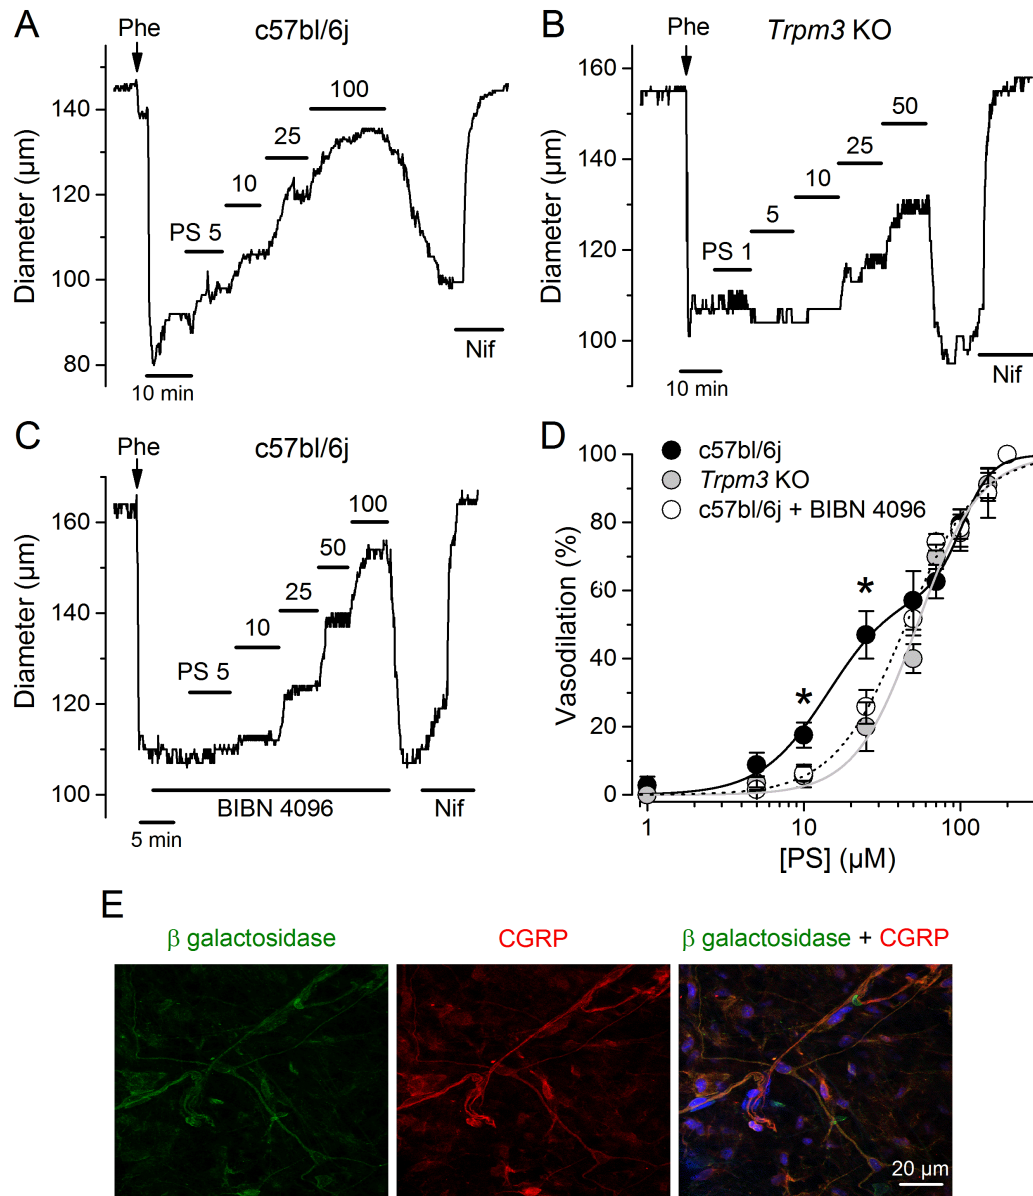 A
Phe
c57bl/6j
Diameter (µm)
140
120
100
80
PS 5
10
25
100
10 min
Nif
B
Phe
Trpm3 KO
Diameter (µm)
160
140
120
100
PS 1
5
10
25
50
10 min
Nif
C
Phe
c57bl/6j
Diameter (µm)
160
140
120
100
PS 5
10
25
50
100
BIBN 4096
Nif
5 min
D
c57bl/6j
Trpm3 KO
c57bl/6j + BIBN 4096
Vasodilation (%)
100
80
60
40
20
0
*
*
1
10
100
[PS] (µM)
E
β galactosidase
CGRP
β galactosidase + CGRP
20 µm